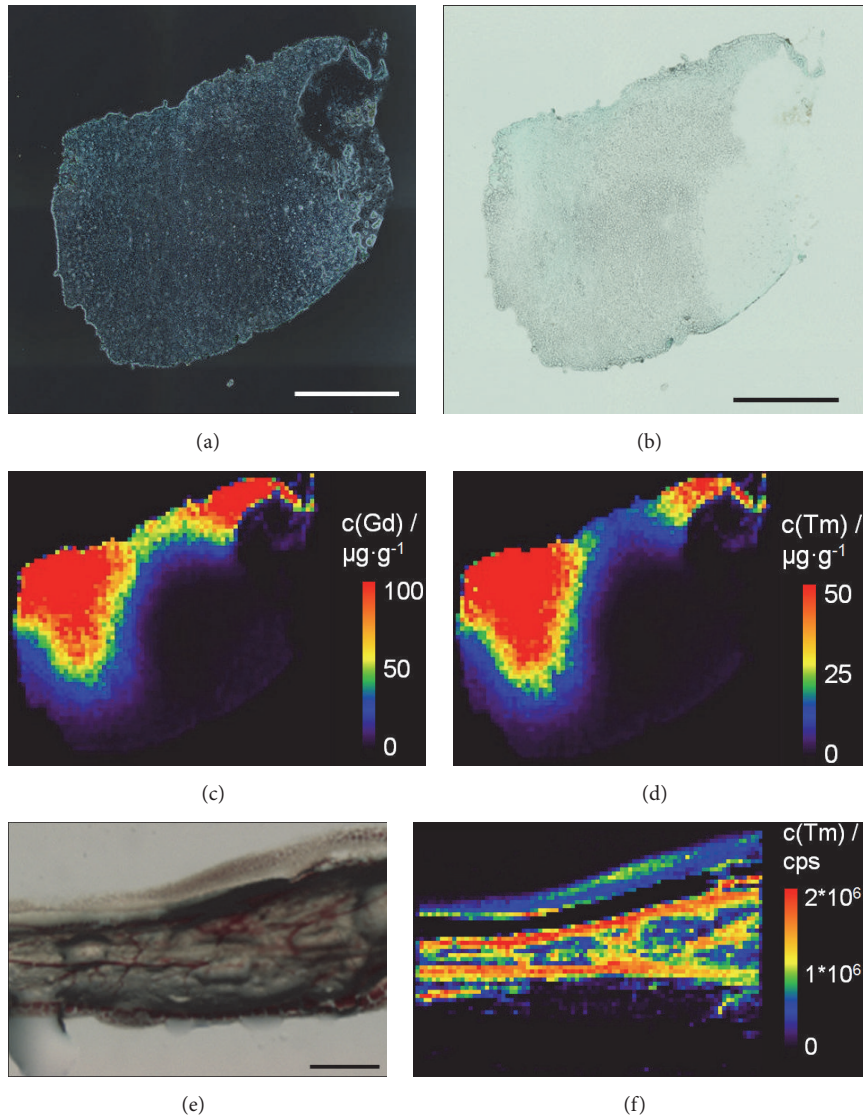 (a)
(b)
c(Gd) /
µg·g⁻¹
100
50
0
(c)
c(Tm) /
µg·g⁻¹
50
25
0
(d)
(e)
c(Tm) /
cps
2*10⁶
1*10⁶
0
(f)